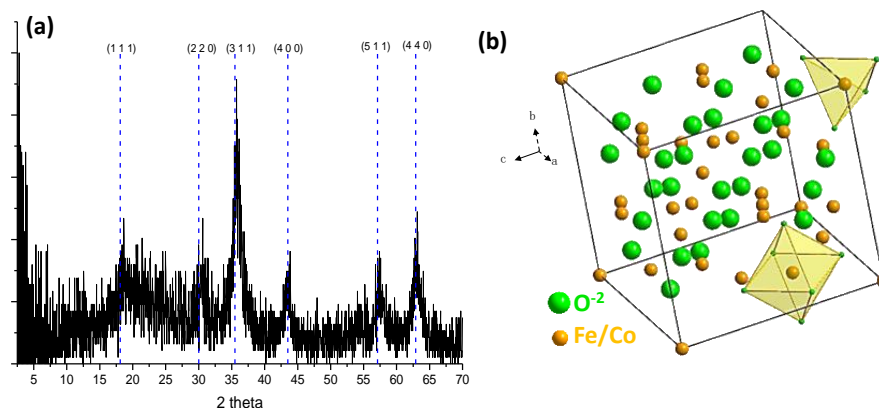 (a)
(1 1 1)
(2 2 0)
(3 1 1)
(4 0 0)
(5 1 1)
(4 4 0)
5 10 15 20 25 30 35 40 45 50 55 60 65 70
2 theta
(b)
b
c
a
O⁻²
Fe/Co